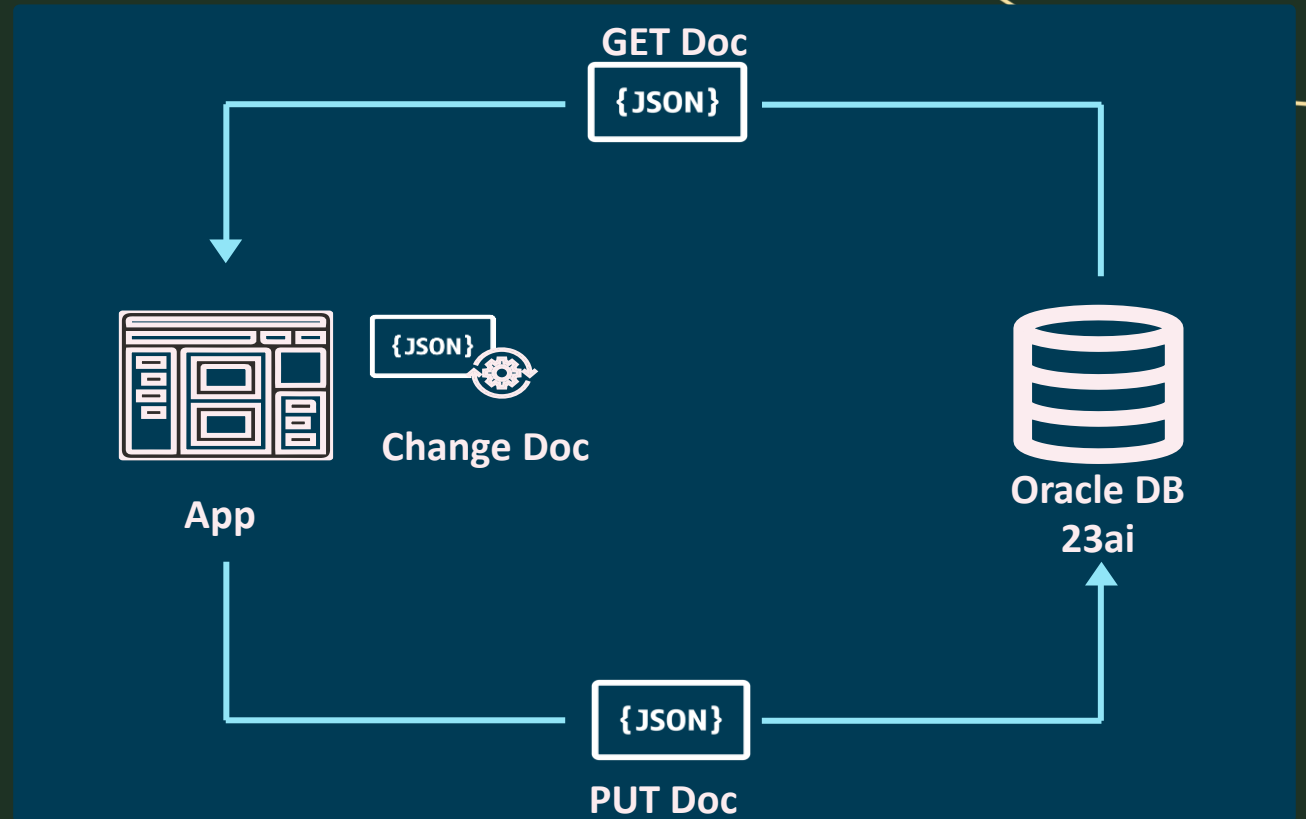 GET Doc
{JSON}
{JSON}
Change Doc
App
Oracle DB
23ai
{JSON}
PUT Doc